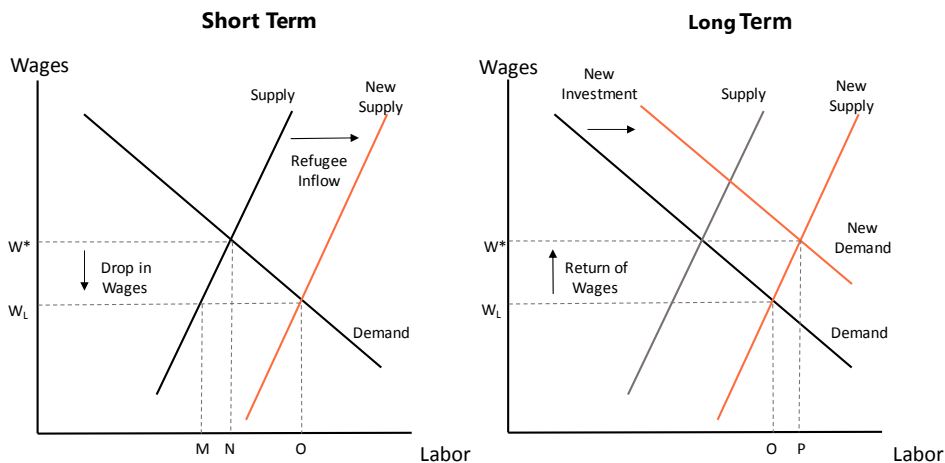 Short Term
Wages
Supply
New
Supply
Refugee
Inflow
W*
Drop in
Wages
WL
Demand
M N O
Labor
Long Term
Wages
New
Investment
Supply
New
Supply
New
Demand
W*
Return of
Wages
WL
Demand
O P
Labor